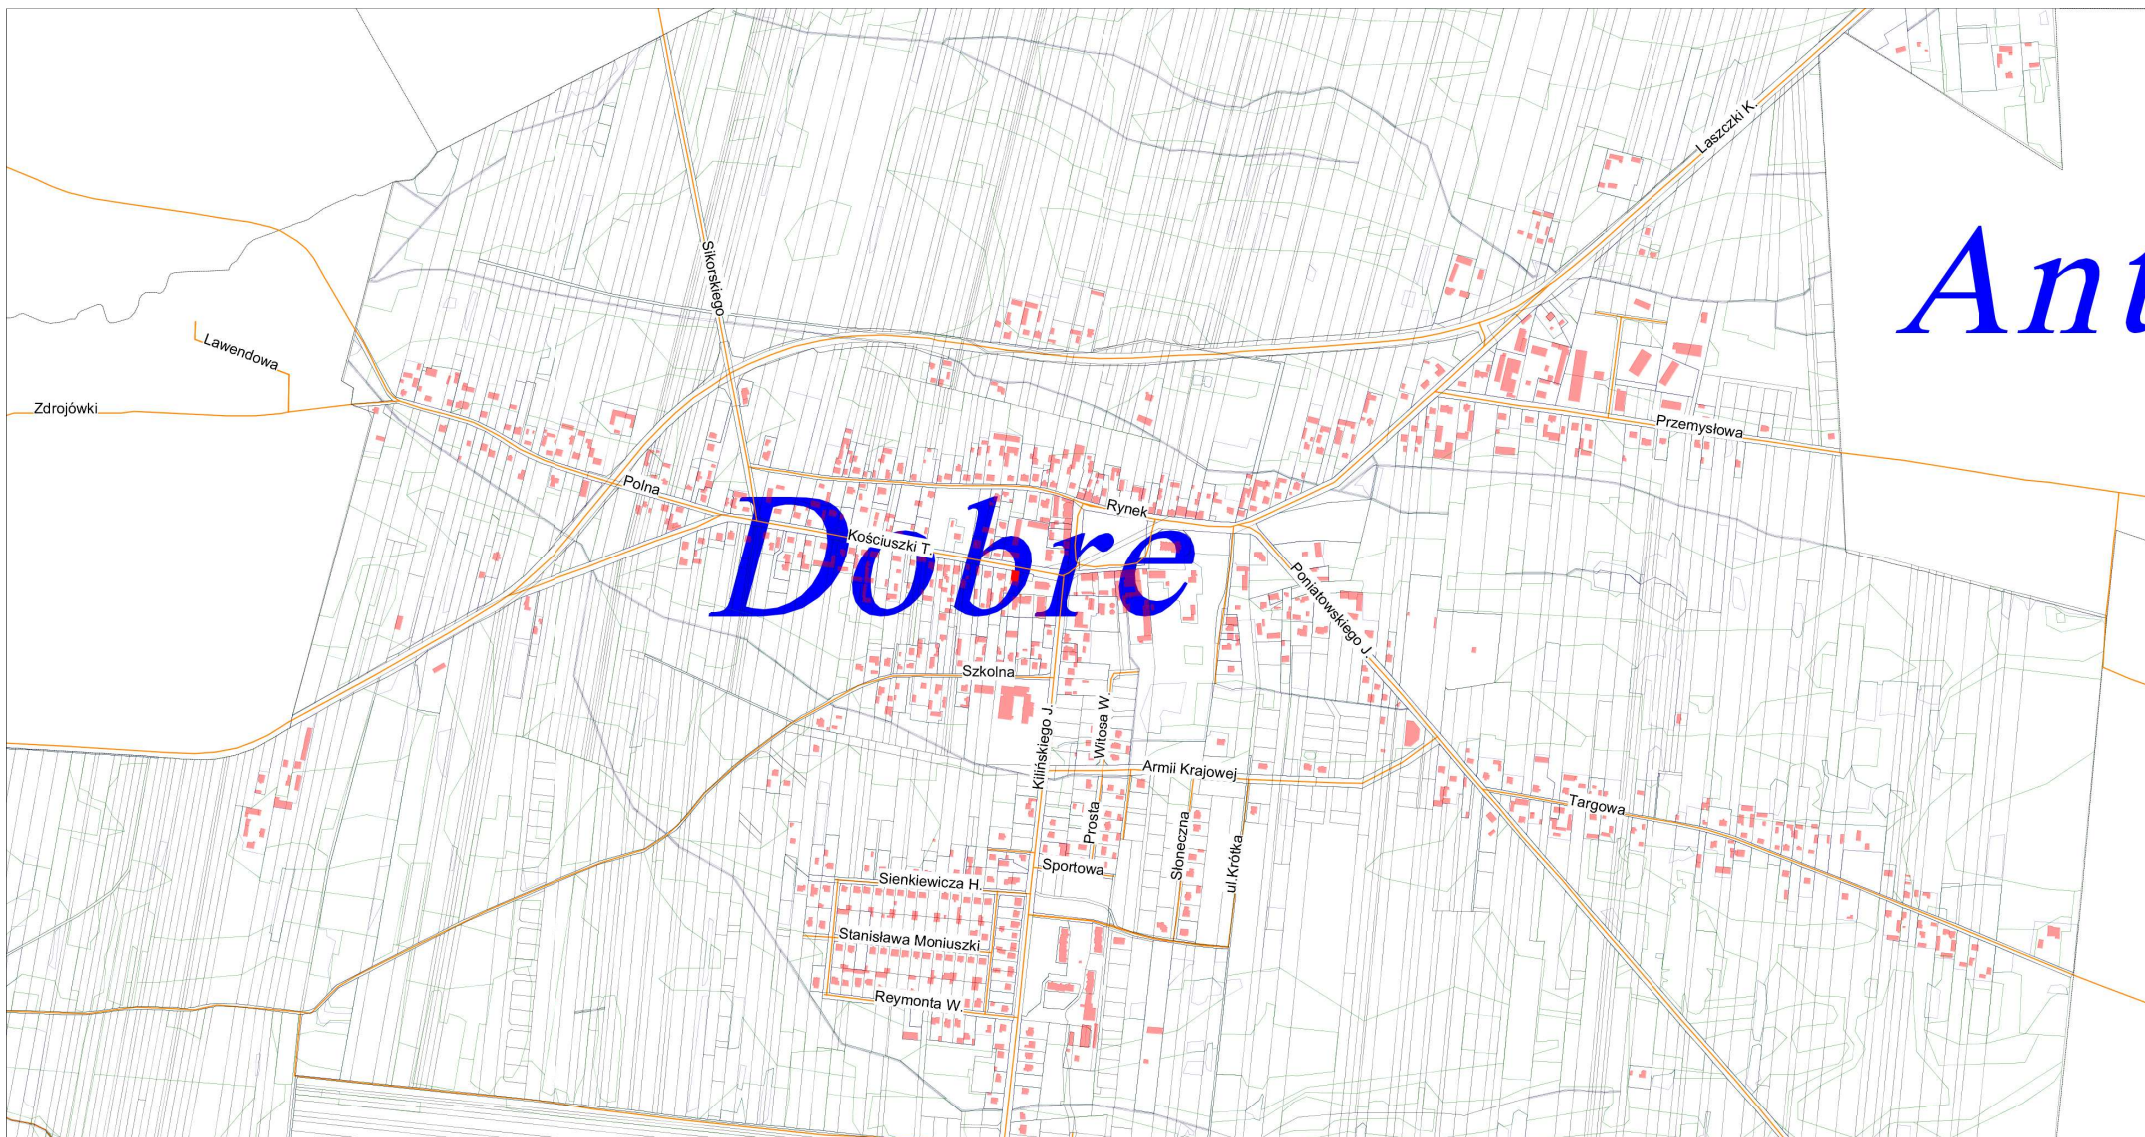 Laszczki K.
Ant
Sikorskiego
Lawendowa
Zdrojówki
Przemysłowa
Polna
Rynek
Dobre
Kościuszki T.
Poniatowskiego J.
Szkolna
Witosa W.
Kilińskiego J.
Armii Krajowej
Targowa
Prosta
Słoneczna
ul.Krótka
Sportowa
Sienkiewicza H.
Stanisława Moniuszki
Reymonta W.